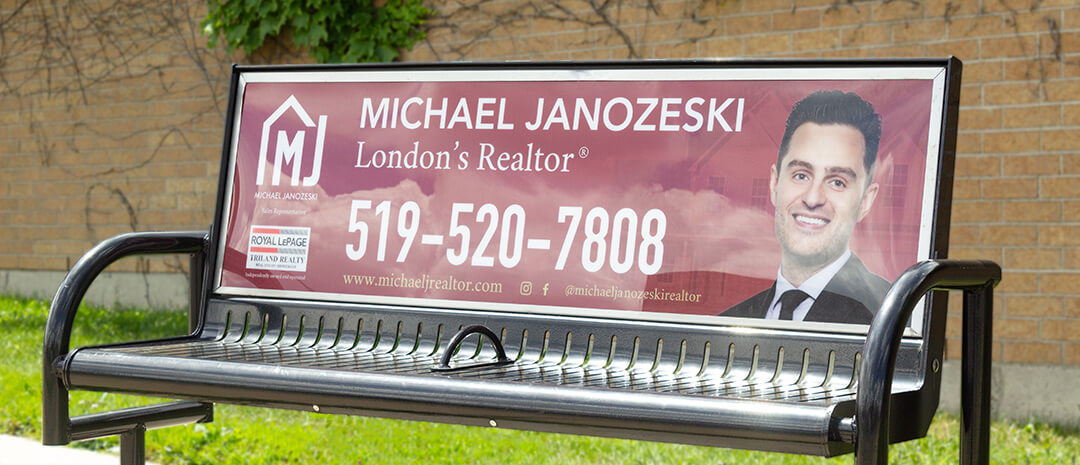 MJ
MICHAEL JANOZESKI
Sales Representative
ROYAL LEPAGE
TRILAND REALTY
Independently owned and operated
MICHAEL JANOZESKI
London's Realtor®
519-520-7808
www.michaeljrealtor.com @michaeljanozeskirealtor